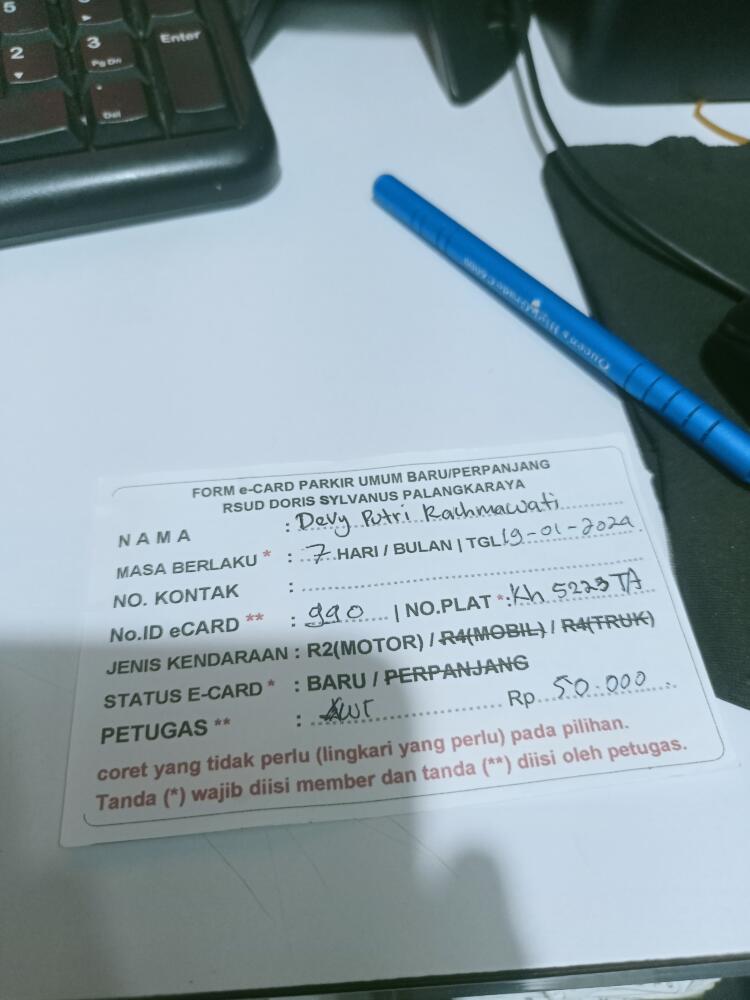 5
2
3
Pg Dn
Enter
Del
Queen's
FORM e-CARD PARKIR UMUM BARU/PERPANJANG
RSUD DORIS SYLVANUS PALANGKARAYA
NAMA : Devy Putri Rachmawati
MASA BERLAKU * : 7 HARI / BULAN | TGL 19-01-2024
NO. KONTAK :
No.ID eCARD ** : 990 | NO.PLAT *: Kh 5223 TA
JENIS KENDARAAN : R2(MOTOR) / R4(MOBIL) / R4(TRUK)
STATUS E-CARD * : BARU / PERPANJANG
PETUGAS ** : Rp 50.000
coret yang tidak perlu (lingkari yang perlu) pada pilihan.
Tanda (*) wajib diisi member dan tanda (**) diisi oleh petugas.